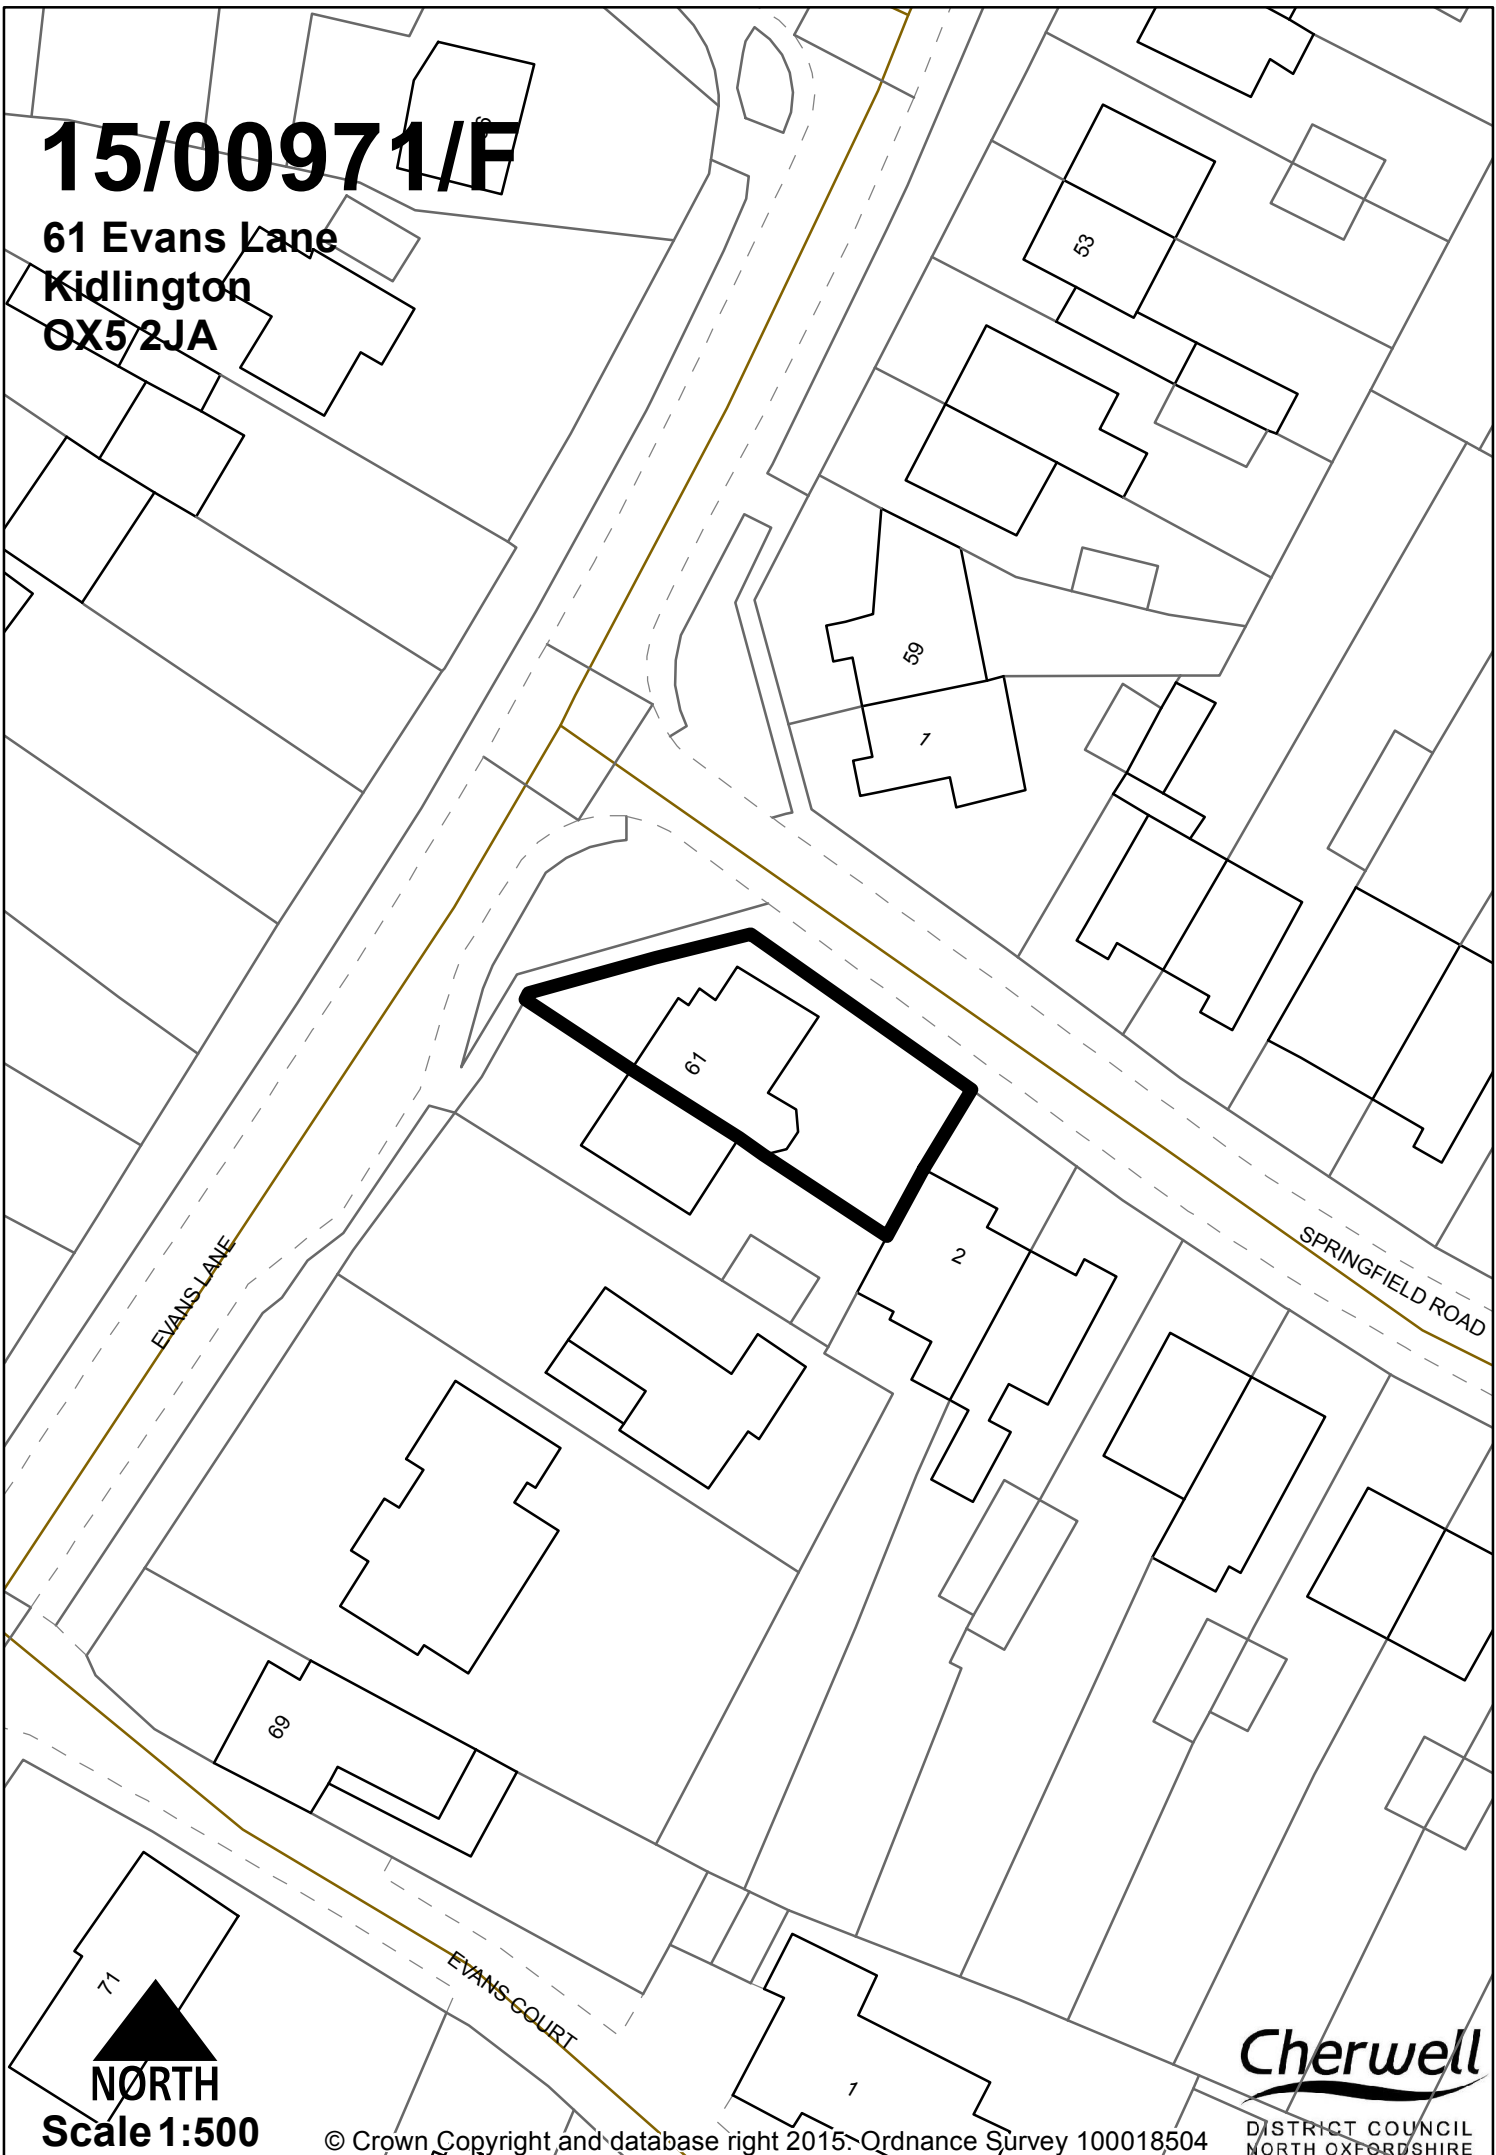 15/00971/F
61 Evans Lane
Kidlington
OX5 2JA
53
59
1
61
2
SPRINGFIELD ROAD
EVANS LANE
69
71
EVANS COURT
1
NORTH
Scale 1:500
© Crown Copyright and database right 2015. Ordnance Survey 100018504
Cherwell
DISTRICT COUNCIL
NORTH OXFORDSHIRE